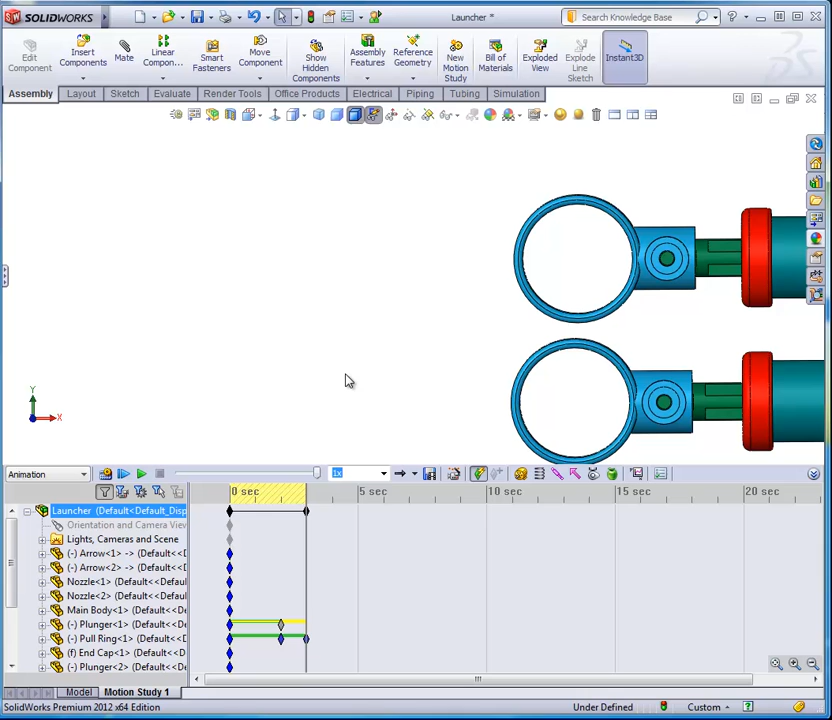 SOLIDWORKS
Launcher *
Search Knowledge Base
Edit Component
Insert Components
Mate
Linear Compon...
Smart Fasteners
Move Component
Show Hidden Components
Assembly Features
Reference Geometry
New Motion Study
Bill of Materials
Exploded View
Explode Line Sketch
Instant3D
Assembly Layout Sketch Evaluate Render Tools Office Products Electrical Piping Tubing Simulation
Y
X
Animation
1x
0 sec 5 sec 10 sec 15 sec 20 sec
Launcher (Default<Default_Disp
Orientation and Camera View
Lights, Cameras and Scene
(-) Arrow<1> -> (Default<<D
(-) Arrow<2> -> (Default<<D
Nozzle<1> (Default<<Default
Nozzle<2> (Default<<Default
Main Body<1> (Default<<De
(-) Plunger<1> (Default<<De
(-) Pull Ring<1> (Default<<D
(f) End Cap<1> (Default<<D
(-) Plunger<2> (Default<<De
Model Motion Study 1
SolidWorks Premium 2012 x64 Edition
Under Defined
Custom